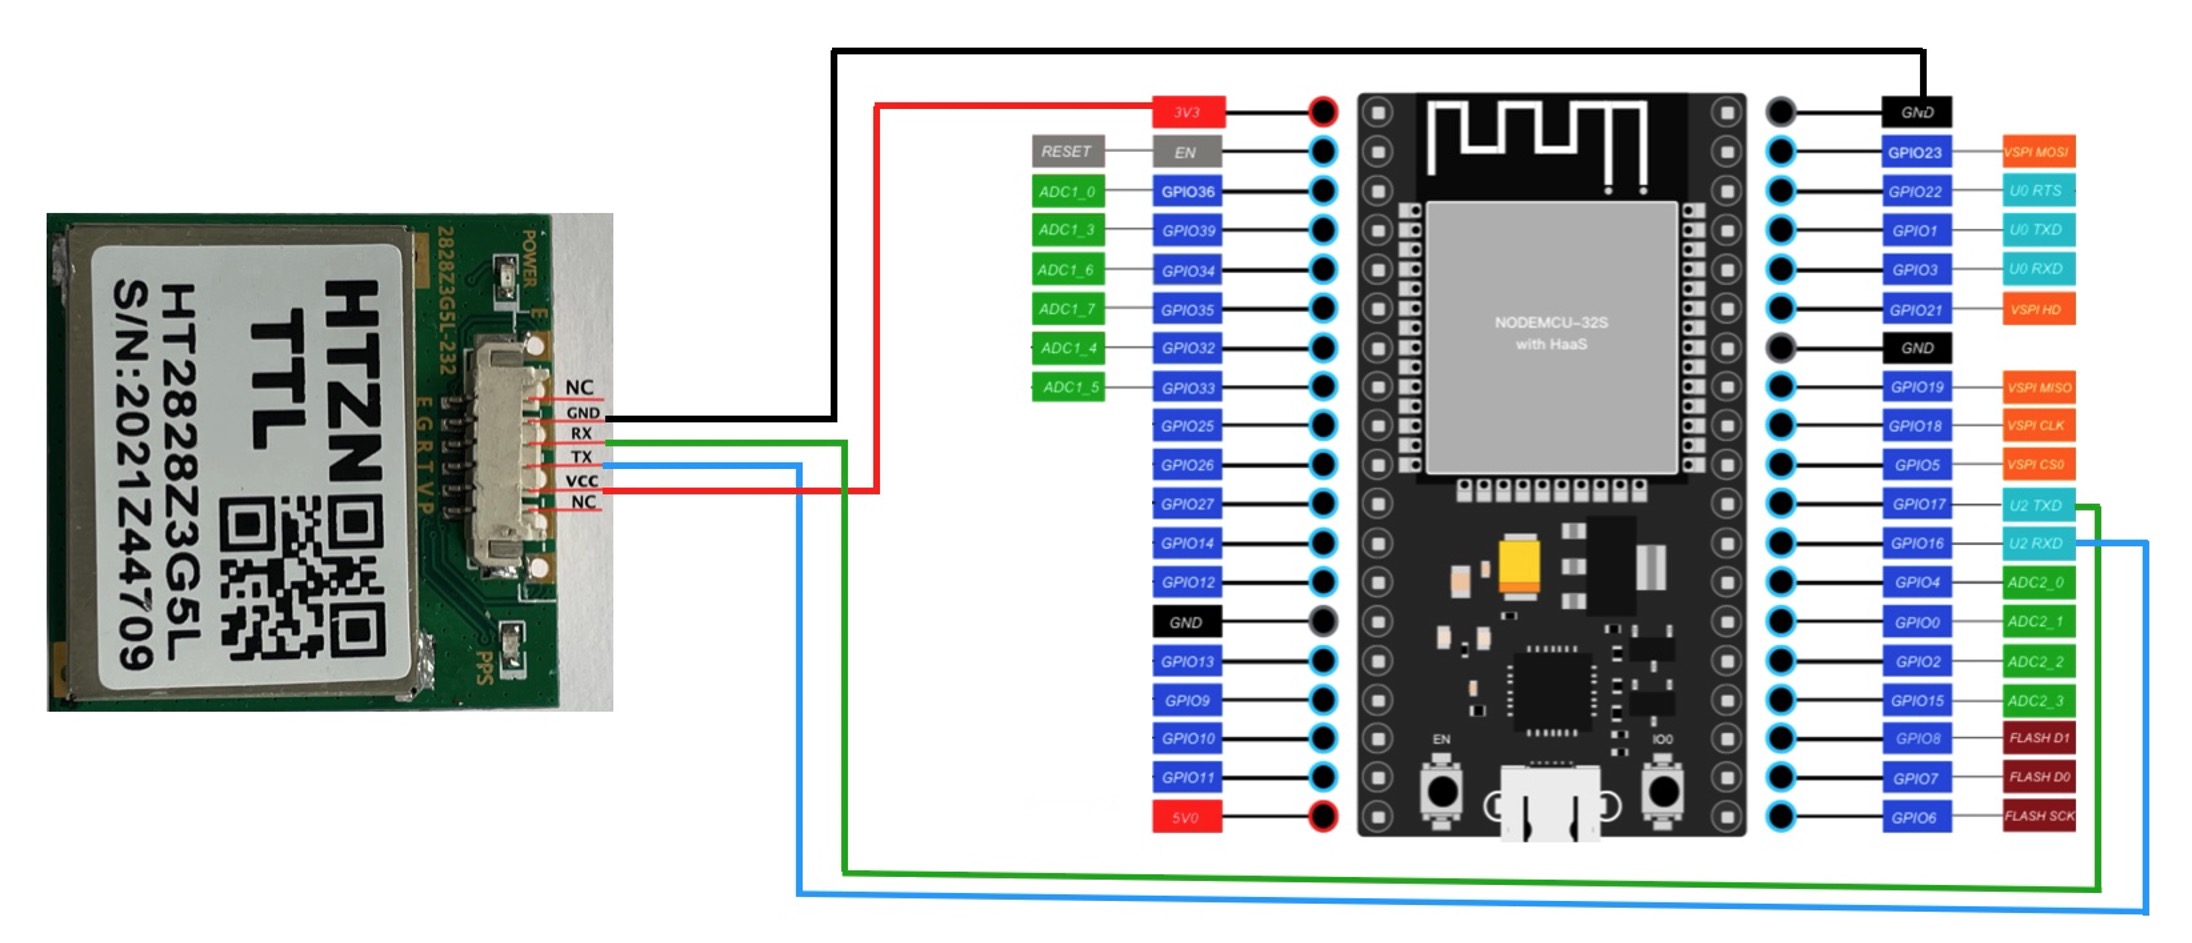 HTZN
TTL
HT2828Z3G5L
S/N:2021Z44709
2828Z3G5L-232
POWER
E
E G R T V P
PPS
NC
GND
RX
TX
VCC
NC
3V3
RESET EN
ADC1_0 GPIO36
ADC1_3 GPIO39
ADC1_6 GPIO34
ADC1_7 GPIO35
ADC1_4 GPIO32
ADC1_5 GPIO33
GPIO25
GPIO26
GPIO27
GPIO14
GPIO12
GND
GPIO13
GPIO9
GPIO10
GPIO11
5V0
NODEMCU-32S
with HaaS
EN
IO0
GND
GPIO23 VSPI MOSI
GPIO22 U0 RTS
GPIO1 U0 TXD
GPIO3 U0 RXD
GPIO21 VSPI HD
GND
GPIO19 VSPI MISO
GPIO18 VSPI CLK
GPIO5 VSPI CS0
GPIO17 U2 TXD
GPIO16 U2 RXD
GPIO4 ADC2_0
GPIO0 ADC2_1
GPIO2 ADC2_2
GPIO15 ADC2_3
GPIO8 FLASH D1
GPIO7 FLASH D0
GPIO6 FLASH SCK